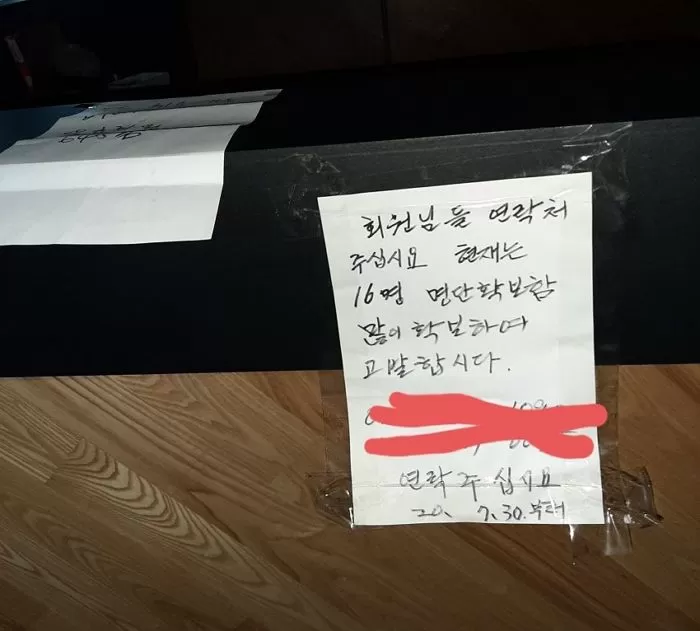 회원님들 연락처
주십시요 현재는
16명 명단확보함
많이 확보하여
고발합시다.
연락주십시요
20. 7.30.부터